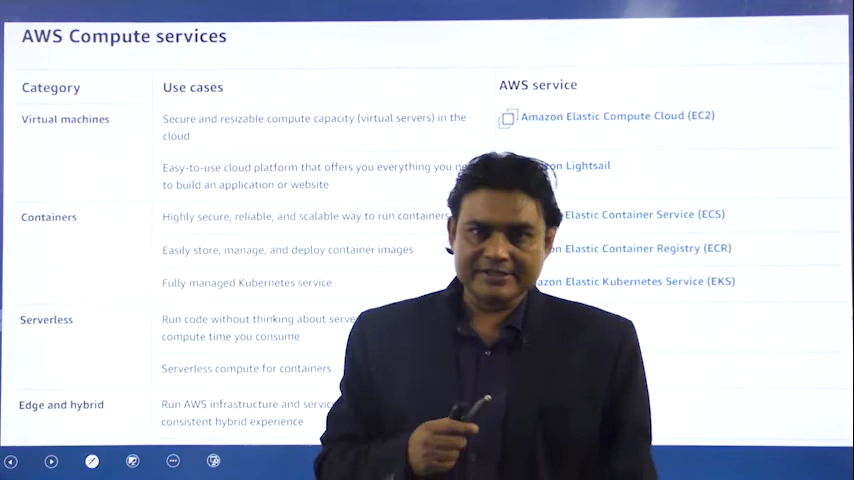 AWS Compute services
Category Use cases AWS service
Virtual machines Secure and resizable compute capacity (virtual servers) in the Amazon Elastic Compute Cloud (EC2)
cloud
Easy-to-use cloud platform that offers you everything you Lightsail
to build an application or website
Containers Highly secure, reliable, and scalable way to run containers Elastic Container Service (ECS)
Easily store, manage, and deploy container images Elastic Container Registry (ECR)
Fully managed Kubernetes service Elastic Kubernetes Service (EKS)
Serverless Run code without thinking about
compute time you consume
Serverless compute for containers
Edge and hybrid Run AWS infrastructure and
consistent hybrid experience